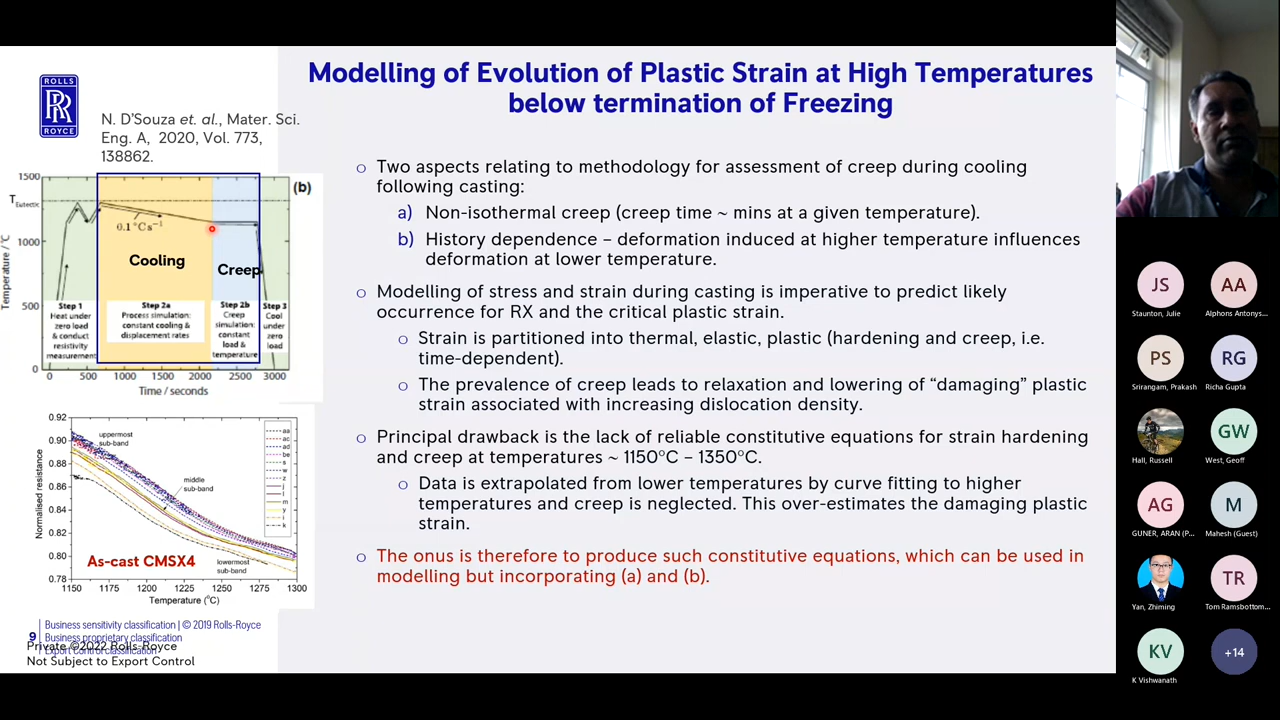 Modelling of Evolution of Plastic Strain at High Temperatures
below termination of Freezing
ROLLS
RR
ROYCE
N. D'Souza et. al., Mater. Sci.
Eng. A, 2020, Vol. 773,
138862.
(b)
1500
1000
500
0
T Eutectic
0.1°C s⁻¹
Cooling
Creep
Step 1
Heat under
zero load
& conduct
resistivity
measurement
Step 2a
Process simulation:
constant cooling &
displacement rates
Step 2b
Creep
simulation:
constant
load &
temperature
Step 3
Cool
under
zero
load
0 500 1000 1500 2000 2500 3000
Time / seconds
Temperature / °C
0.92
0.90
0.88
0.86
0.84
0.82
0.80
0.78
Normalised resistance
uppermost
sub-band
middle
sub-band
lowermost
sub-band
aa
ac
ad
be
s
w
z
j
l
m
y
i
k
As-cast CMSX4
1150 1175 1200 1225 1250 1275 1300
Temperature (°C)
o Two aspects relating to methodology for assessment of creep during cooling
following casting:
a) Non-isothermal creep (creep time ~ mins at a given temperature).
b) History dependence – deformation induced at higher temperature influences
deformation at lower temperature.
o Modelling of stress and strain during casting is imperative to predict likely
occurrence for RX and the critical plastic strain.
o Strain is partitioned into thermal, elastic, plastic (hardening and creep, i.e.
time-dependent).
o The prevalence of creep leads to relaxation and lowering of “damaging” plastic
strain associated with increasing dislocation density.
o Principal drawback is the lack of reliable constitutive equations for strain hardening
and creep at temperatures ~ 1150°C – 1350°C.
o Data is extrapolated from lower temperatures by curve fitting to higher
temperatures and creep is neglected. This over-estimates the damaging plastic
strain.
o The onus is therefore to produce such constitutive equations, which can be used in
modelling but incorporating (a) and (b).
9
Business sensitivity classification | © 2019 Rolls-Royce
Business proprietary classification
Export control classification
Private ©2022 Rolls-Royce
Not Subject to Export Control
JS
Staunton, Julie
AA
Alphons Antonys...
PS
Srirangam, Prakash
RG
Richa Gupta
Hall, Russell
GW
West, Geoff
AG
GUNER, ARAN (P...
M
Mahesh (Guest)
Yan, Zhiming
TR
Tom Ramsbottom...
KV
K Vishwanath
+14